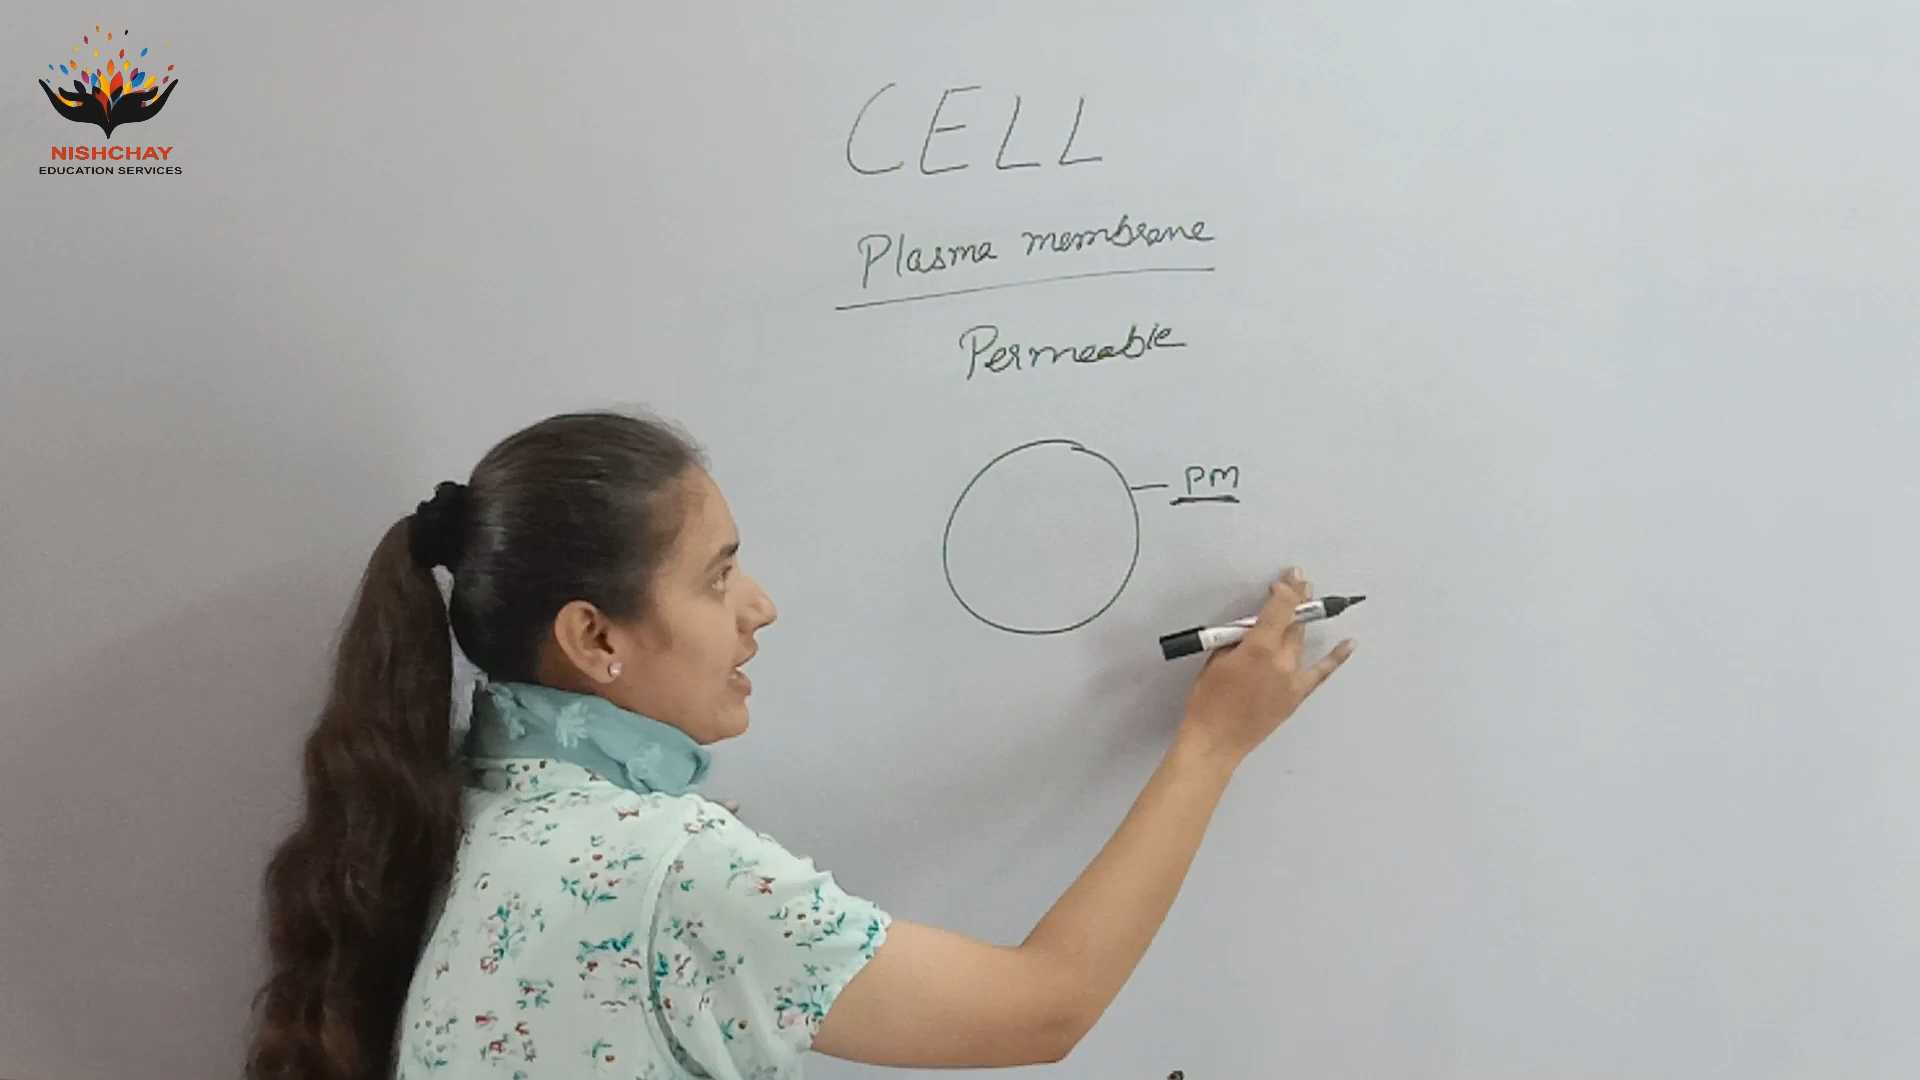 NISHCHAY
EDUCATION SERVICES
CELL
Plasma membrane
Permeable
PM